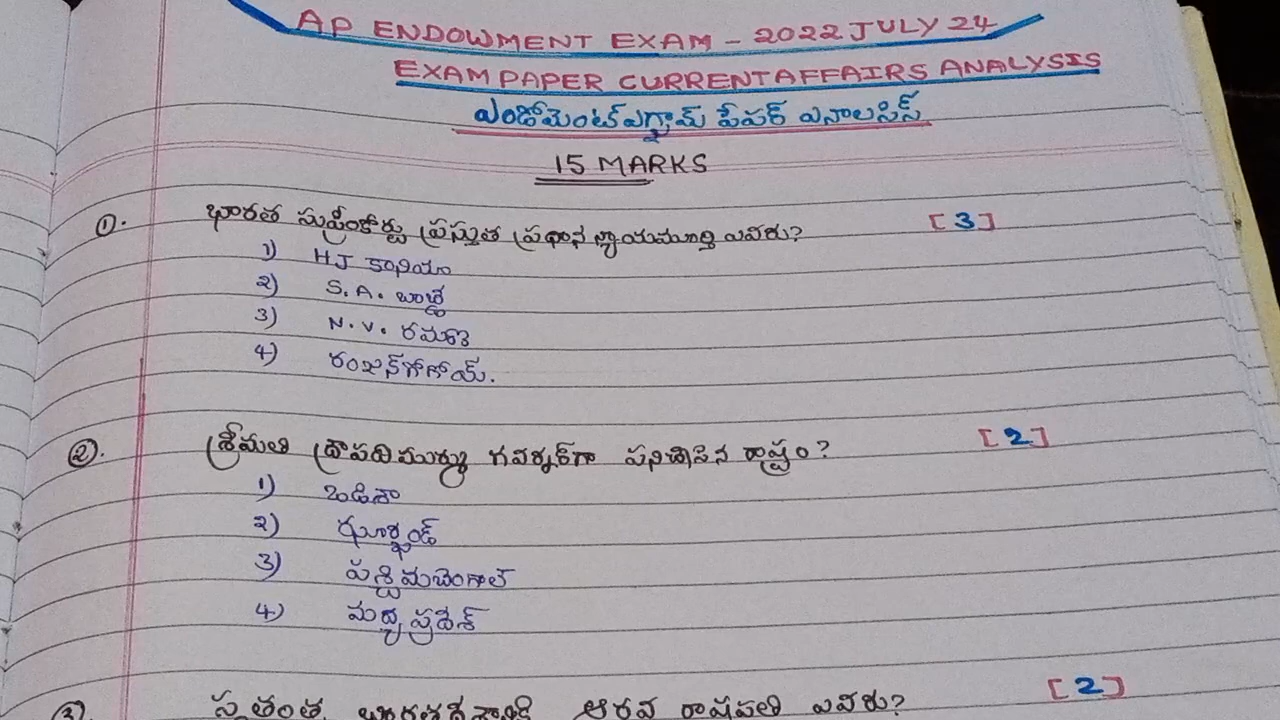 AP ENDOWMENT EXAM - 2022 JULY 24
EXAM PAPER CURRENT AFFAIRS ANALYSIS
ఎండోమెంట్ ఎగ్జామ్ పేపర్ ఎనాలసిస్
15 MARKS
①. భారత సుప్రీంకోర్టు ప్రస్తుత ప్రధాన న్యాయమూర్తి ఎవరు? [3]
1) HJ కానియం
2) S.A. బాబ్డే
3) N.V. రమణ
4) రంజన్‌గోగోయ్.
②. శ్రీమతి ద్రౌపదిముర్ము గవర్నర్‌గా పనిచేసిన రాష్ట్రం? [2]
1) ఒడిశా
2) ఝార్ఖండ్
3) పశ్చిమబెంగాల్
4) మధ్యప్రదేశ్
③. స్వతంత్ర భారతదేశానికి ఆరవ రాష్ట్రపతి ఎవరు? [2]